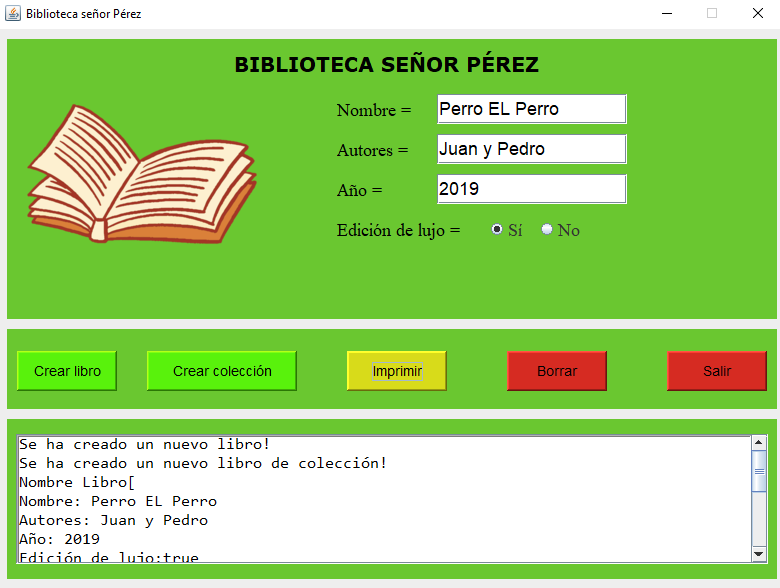 Biblioteca señor Pérez
BIBLIOTECA SEÑOR PÉREZ
Nombre = Perro EL Perro
Autores = Juan y Pedro
Año = 2019
Edición de lujo = Sí No
Crear libro Crear colección Imprimir Borrar Salir
Se ha creado un nuevo libro!
Se ha creado un nuevo libro de colección!
Nombre Libro[
Nombre: Perro EL Perro
Autores: Juan y Pedro
Año: 2019
Edición de lujo:true